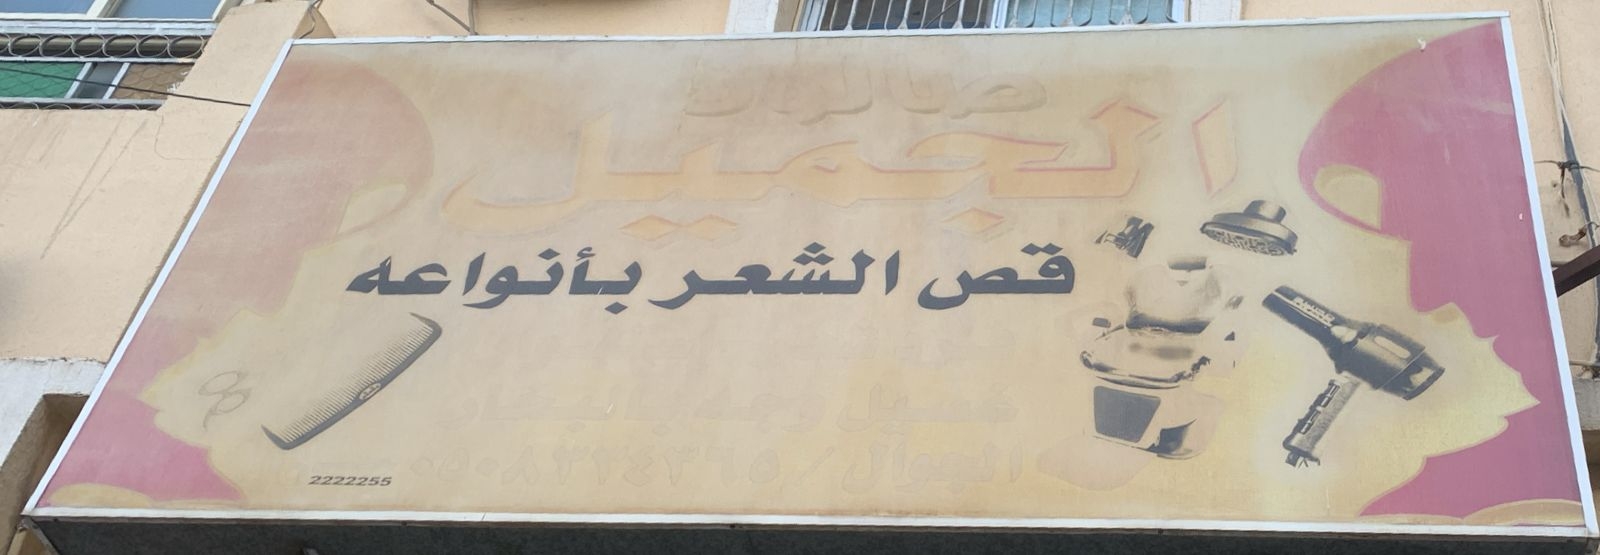 صالون
الجميل
قص الشعر بأنواعه
غسيل وجه بالبخار
الجوال / ٠٥٠٨٣٣٤٣٦٥
2222255